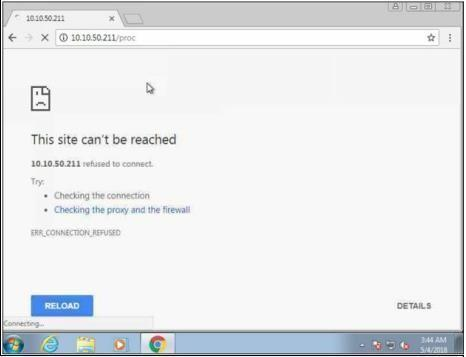 10.10.50.211
10.10.50.211/proc
This site can't be reached
10.10.50.211 refused to connect.
Try:
• Checking the connection
• Checking the proxy and the firewall
ERR_CONNECTION_REFUSED
RELOAD
DETAILS
Connecting...
3:44 AM
5/4/2018